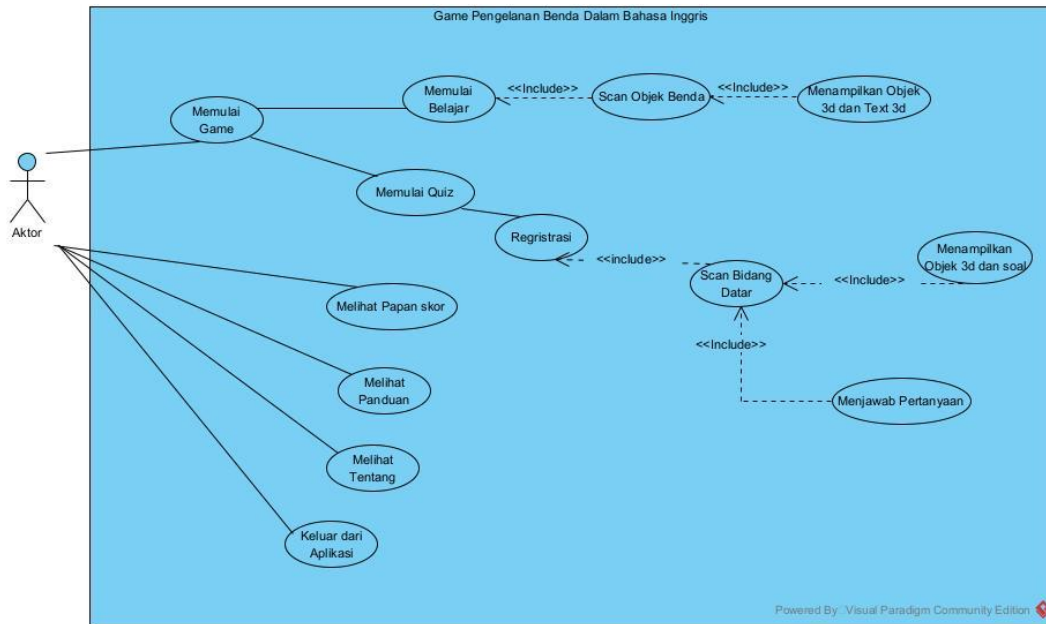 Game Pengelanan Benda Dalam Bahasa Inggris
Memulai
Game
Memulai
Belajar
<<Include>>
Scan Objek Benda
<<Include>>
Menampilkan Objek
3d dan Text 3d
Aktor
Memulai Quiz
Regristrasi
<<include>>
Scan Bidang
Datar
<<Include>>
Menampilkan
Objek 3d dan soal
Melihat Papan skor
<<Include>>
Melihat
Panduan
Menjawab Pertanyaan
Melihat
Tentang
Keluar dari
Aplikasi
Powered By Visual Paradigm Community Edition